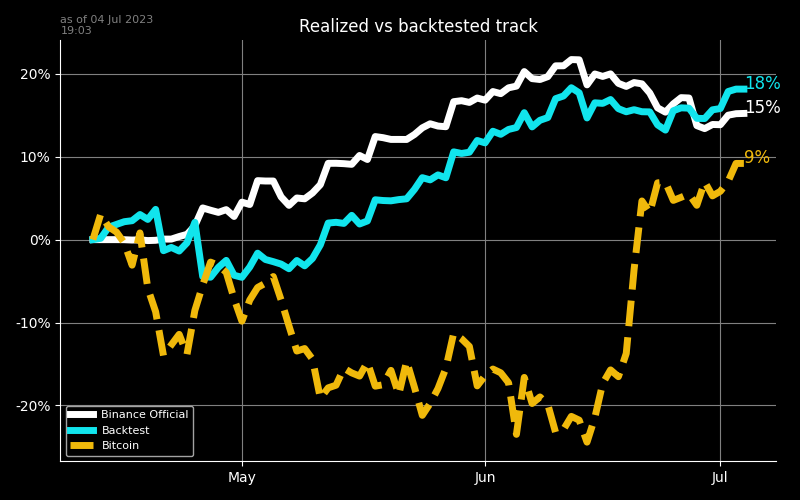 as of 04 Jul 2023
19:03
Realized vs backtested track
20%
10%
0%
-10%
-20%
18%
15%
9%
Binance Official
Backtest
Bitcoin
May
Jun
Jul